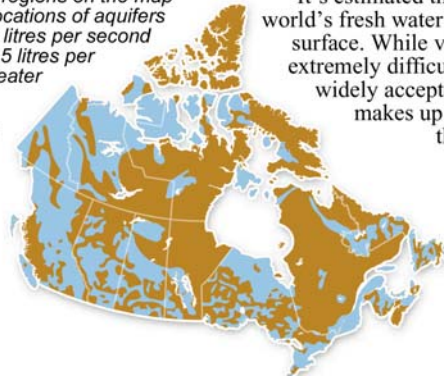 regions on the map
locations of aquifers
litres per second
5 litres per
eater
It's estimated th
world's fresh water
surface. While v
extremely difficu
widely accept
makes up
th